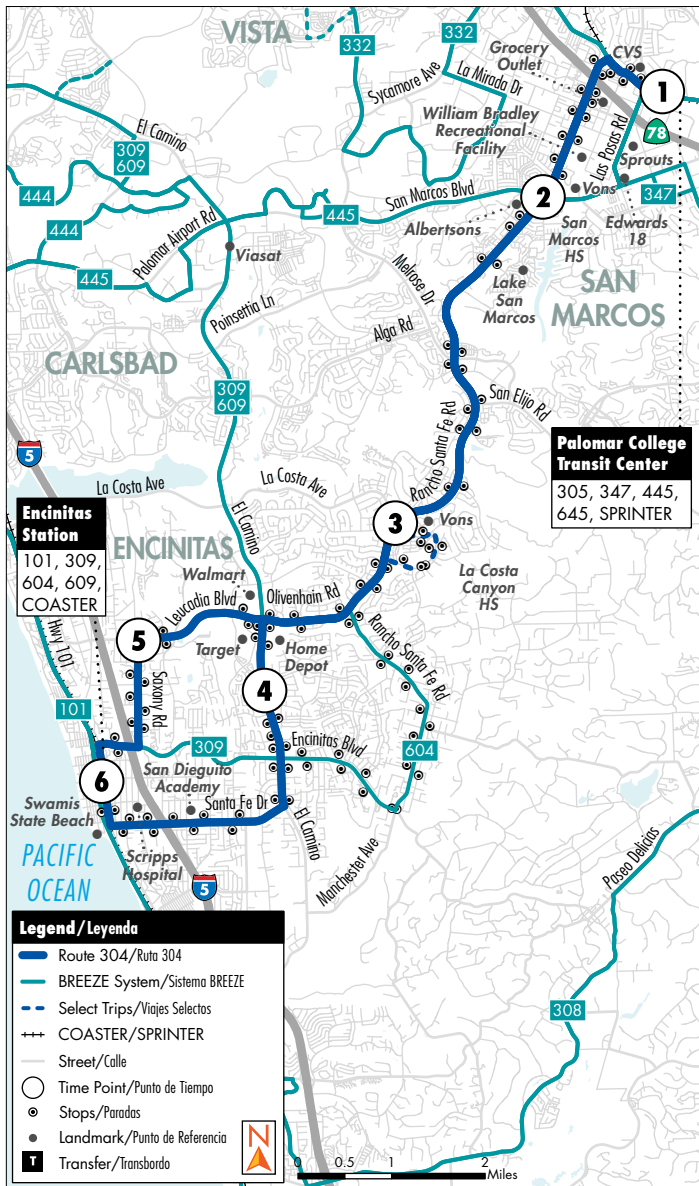 VISTA
332
332
Grocery
Outlet
CVS
Sycamore Ave
La Mirada Dr
1
El Camino
William Bradley
Recreational
Facility
Las Posas Rd
78
309
609
Sprouts
444
San Marcos Blvd
2
Vons
347
445
Albertsons
Edwards
18
San
Marcos
HS
444
Palomar Airport Rd
Viasat
Melrose Dr
Lake
San
Marcos
SAN
MARCOS
445
Poinsettia Ln
Alga Rd
CARLSBAD
309
609
San Elijo Rd
Rancho Santa Fe Rd
Palomar College
Transit Center
305, 347, 445,
645, SPRINTER
5
La Costa Ave
La Costa Ave
Encinitas
Station
101, 309,
604, 609,
COASTER
El Camino
3
Vons
ENCINITAS
La Costa
Canyon
HS
Walmart
Olivenhain Rd
Leucadia Blvd
Hwy 101
5
Target
Home
Depot
Rancho Santa Fe Rd
4
Saxony Rd
101
309
Encinitas Blvd
604
6
San Dieguito
Academy
Swamis
State Beach
Santa Fe Dr
El Camino
PACIFIC
OCEAN
Scripps
Hospital
5
Manchester Ave
Paseo Delicias
Legend/Leyenda
Route 304/Ruta 304
BREEZE System/Sistema BREEZE
Select Trips/Viajes Selectos
COASTER/SPRINTER
Street/Calle
Time Point/Punto de Tiempo
Stops/Paradas
Landmark/Punto de Referencia
T Transfer/Transbordo
N
308
0 0.5 1 2
Miles